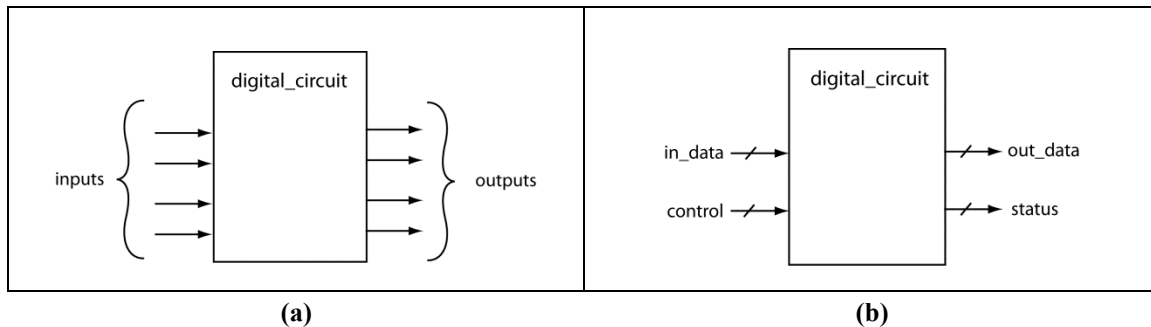 digital_circuit
inputs
outputs
(a)
digital_circuit
in_data
out_data
control
status
(b)